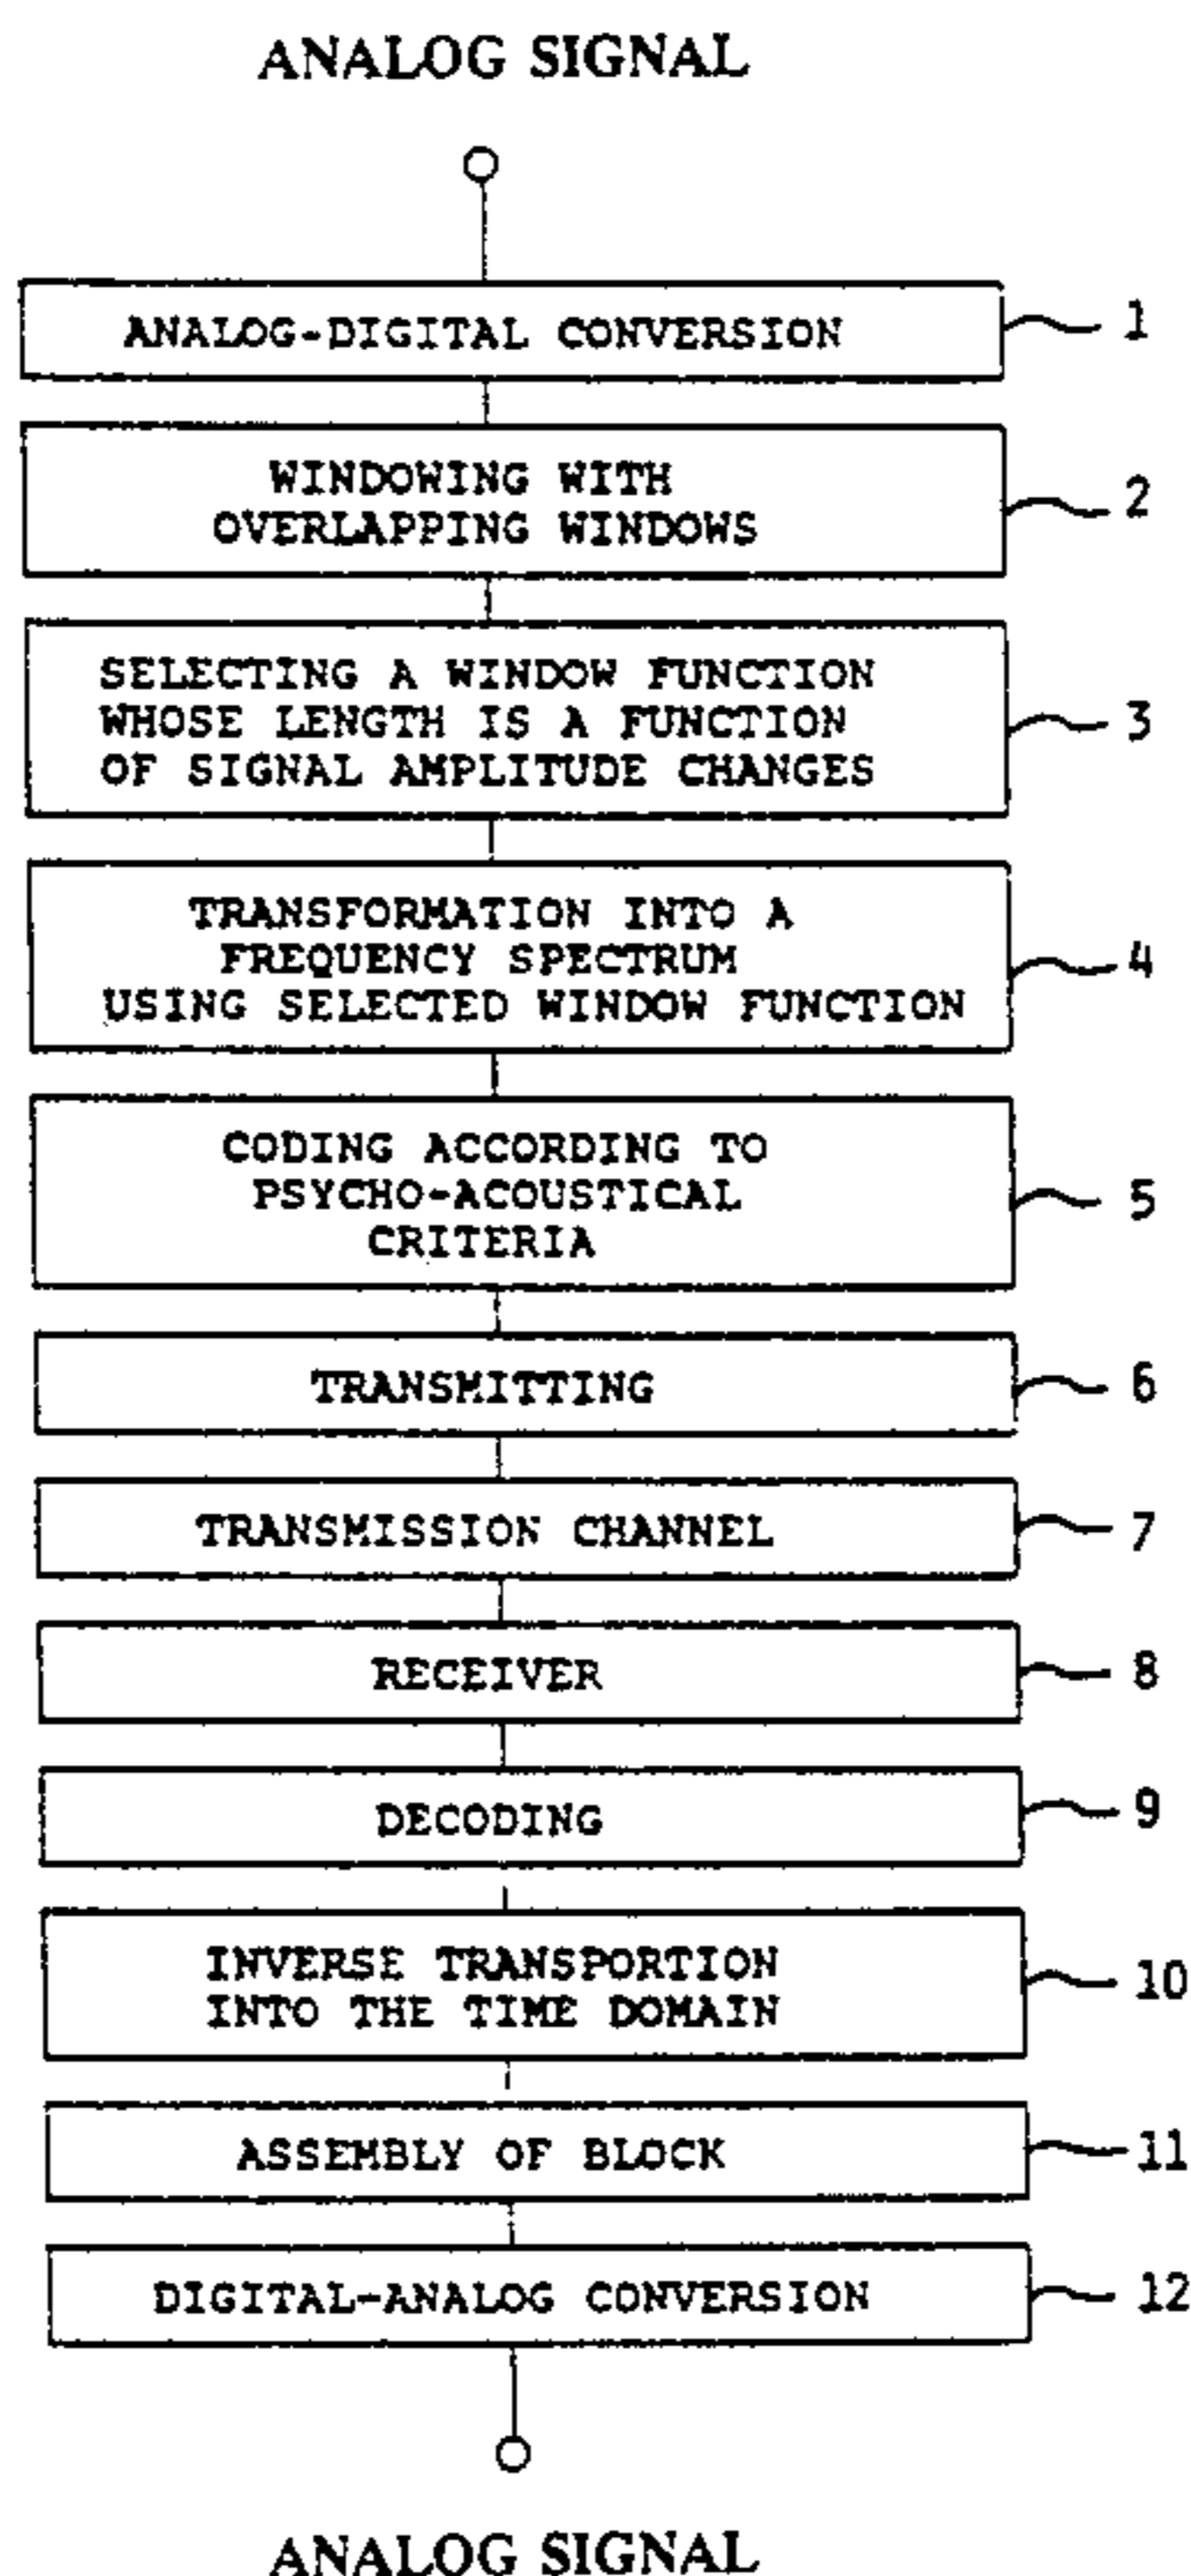 ANALOG SIGNAL
ANALOG-DIGITAL CONVERSION
1
WINDOWING WITH
OVERLAPPING WINDOWS
2
SELECTING A WINDOW FUNCTION
WHOSE LENGTH IS A FUNCTION
OF SIGNAL AMPLITUDE CHANGES
3
TRANSFORMATION INTO A
FREQUENCY SPECTRUM
USING SELECTED WINDOW FUNCTION
4
CODING ACCORDING TO
PSYCHO-ACOUSTICAL
CRITERIA
5
TRANSMITTING
6
TRANSMISSION CHANNEL
7
RECEIVER
8
DECODING
9
INVERSE TRANSPORTION
INTO THE TIME DOMAIN
10
ASSEMBLY OF BLOCK
11
DIGITAL-ANALOG CONVERSION
12
ANALOG SIGNAL